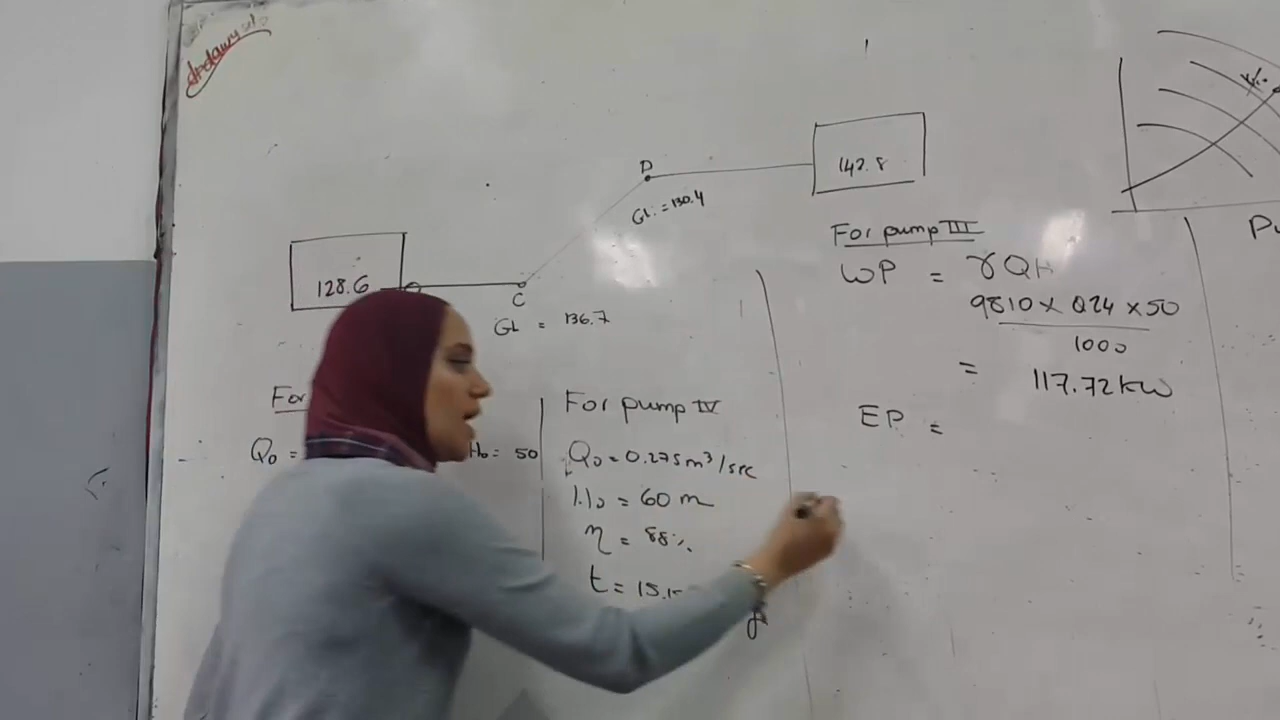 D
142.8
GL = 130.4
128.6
C
GL = 136.7
For
Q₀ =
H₀ = 50
For pump IV
Q₀ = 0.275 m³/sec
H₀ = 60 m
η = 88%
t =
For pump III
WP = γQH
9810 × 0.24 × 50
1000
= 117.72 kw
EP =